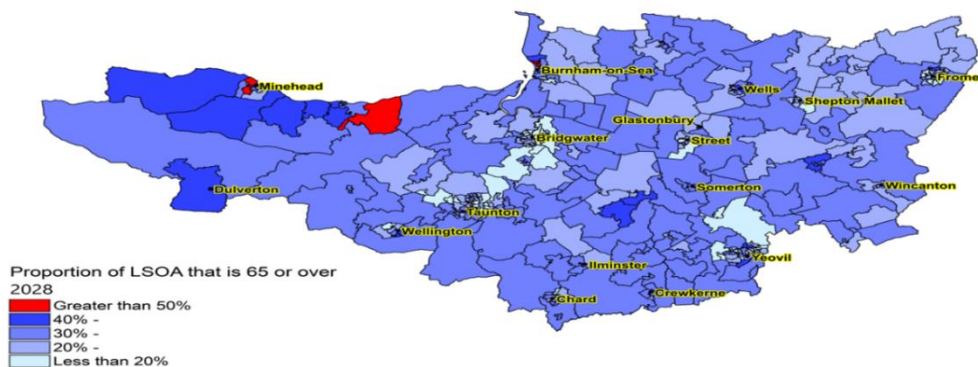 Minehead
Burnham-on-Sea
Frome
Wells
Shepton Mallet
Glastonbury
Bridgwater
Street
Dulverton
Somerton
Wincanton
Taunton
Wellington
Yeovil
Ilminster
Chard
Crewkerne
Proportion of LSOA that is 65 or over
2028
Greater than 50%
40% -
30% -
20% -
Less than 20%